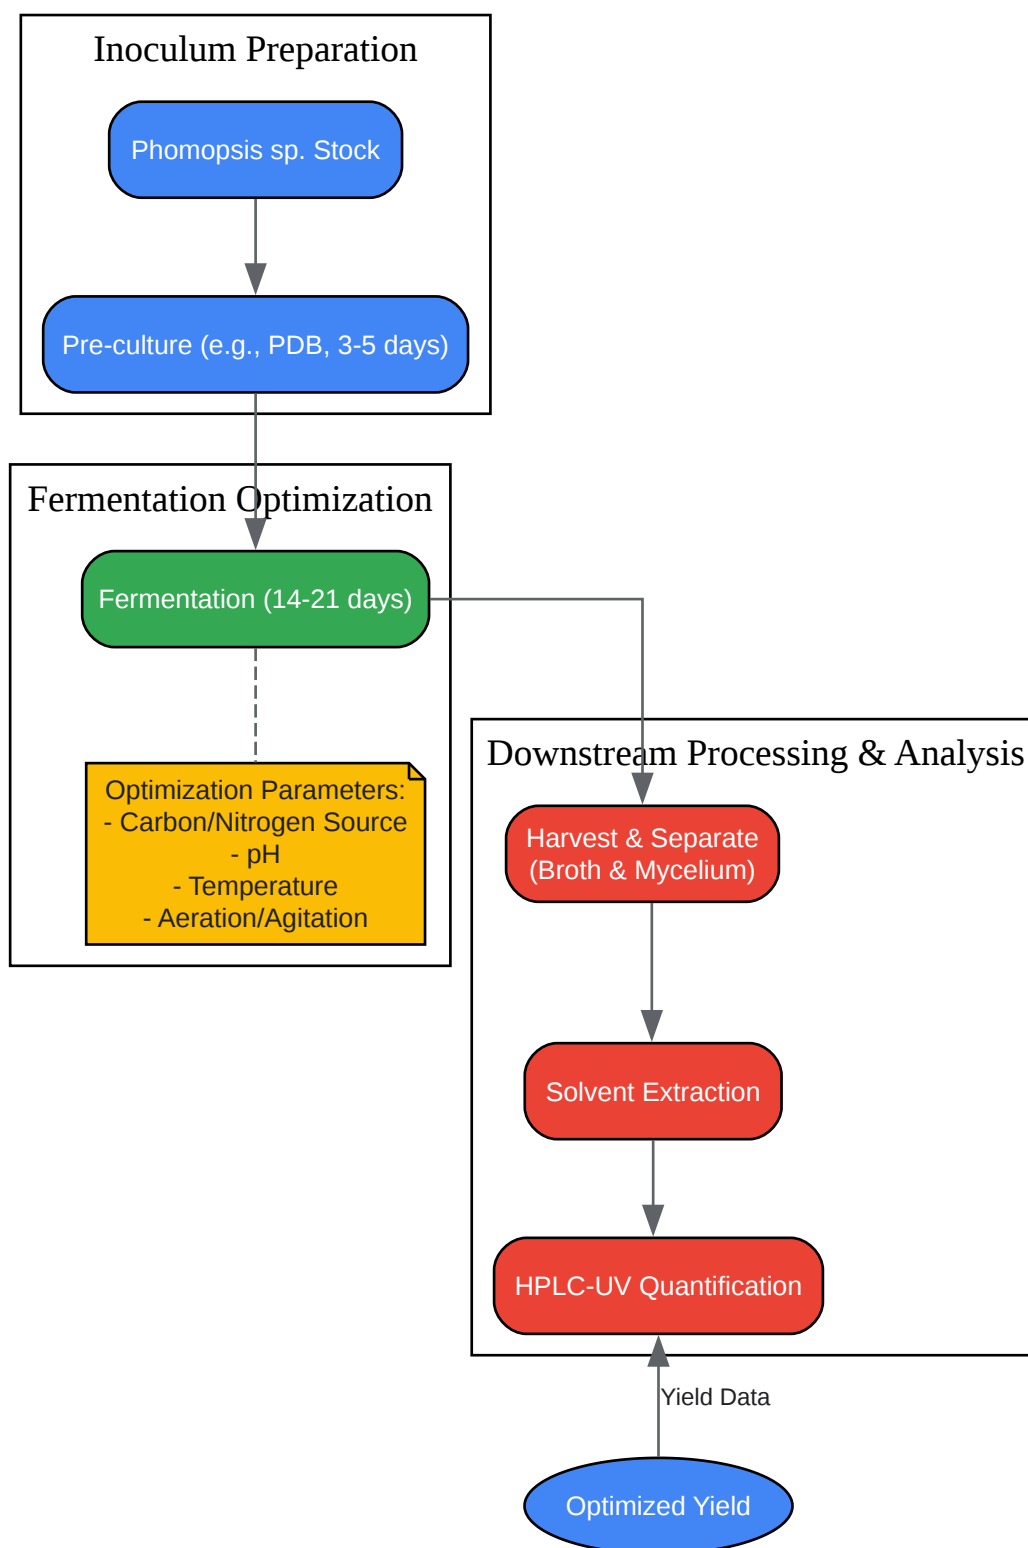 Inoculum Preparation
Phomopsis sp. Stock
Pre-culture (e.g., PDB, 3-5 days)
Fermentation Optimization
Fermentation (14-21 days)
Optimization Parameters:
- Carbon/Nitrogen Source
- pH
- Temperature
- Aeration/Agitation
Downstream Processing & Analysis
Harvest & Separate
(Broth & Mycelium)
Solvent Extraction
HPLC-UV Quantification
Yield Data
Optimized Yield